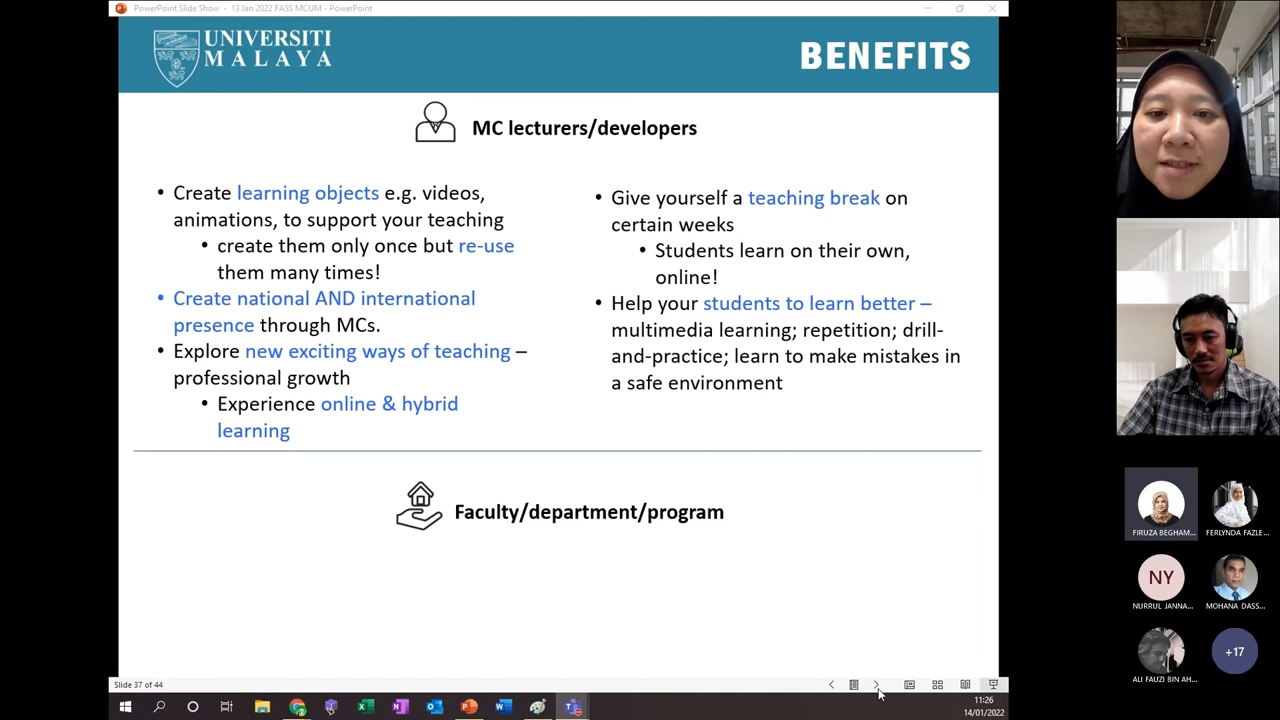 PowerPoint Slide Show - 13 Jan 2022 FASS MCUM - PowerPoint
UNIVERSITI
MALAYA
BENEFITS
MC lecturers/developers
• Create learning objects e.g. videos,
animations, to support your teaching
• create them only once but re-use
them many times!
• Create national AND international
presence through MCs.
• Explore new exciting ways of teaching –
professional growth
• Experience online & hybrid
learning
• Give yourself a teaching break on
certain weeks
• Students learn on their own,
online!
• Help your students to learn better –
multimedia learning; repetition; drill-
and-practice; learn to make mistakes in
a safe environment
Faculty/department/program
Slide 37 of 44
11:26
14/01/2022
FIRUZA BEGHAM...
FERLYNDA FAZLE...
NY
NURRUL JANNA...
MOHANA DASS...
ALI FAUZI BIN AH...
+17